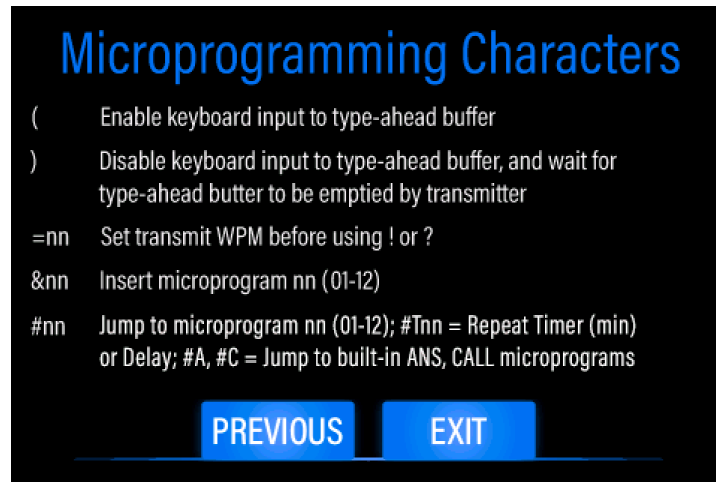 Microprogramming Characters
( Enable keyboard input to type-ahead buffer
) Disable keyboard input to type-ahead buffer, and wait for
type-ahead butter to be emptied by transmitter
=nn Set transmit WPM before using ! or ?
&nn Insert microprogram nn (01-12)
#nn Jump to microprogram nn (01-12); #Tnn = Repeat Timer (min)
or Delay; #A, #C = Jump to built-in ANS, CALL microprograms
PREVIOUS EXIT